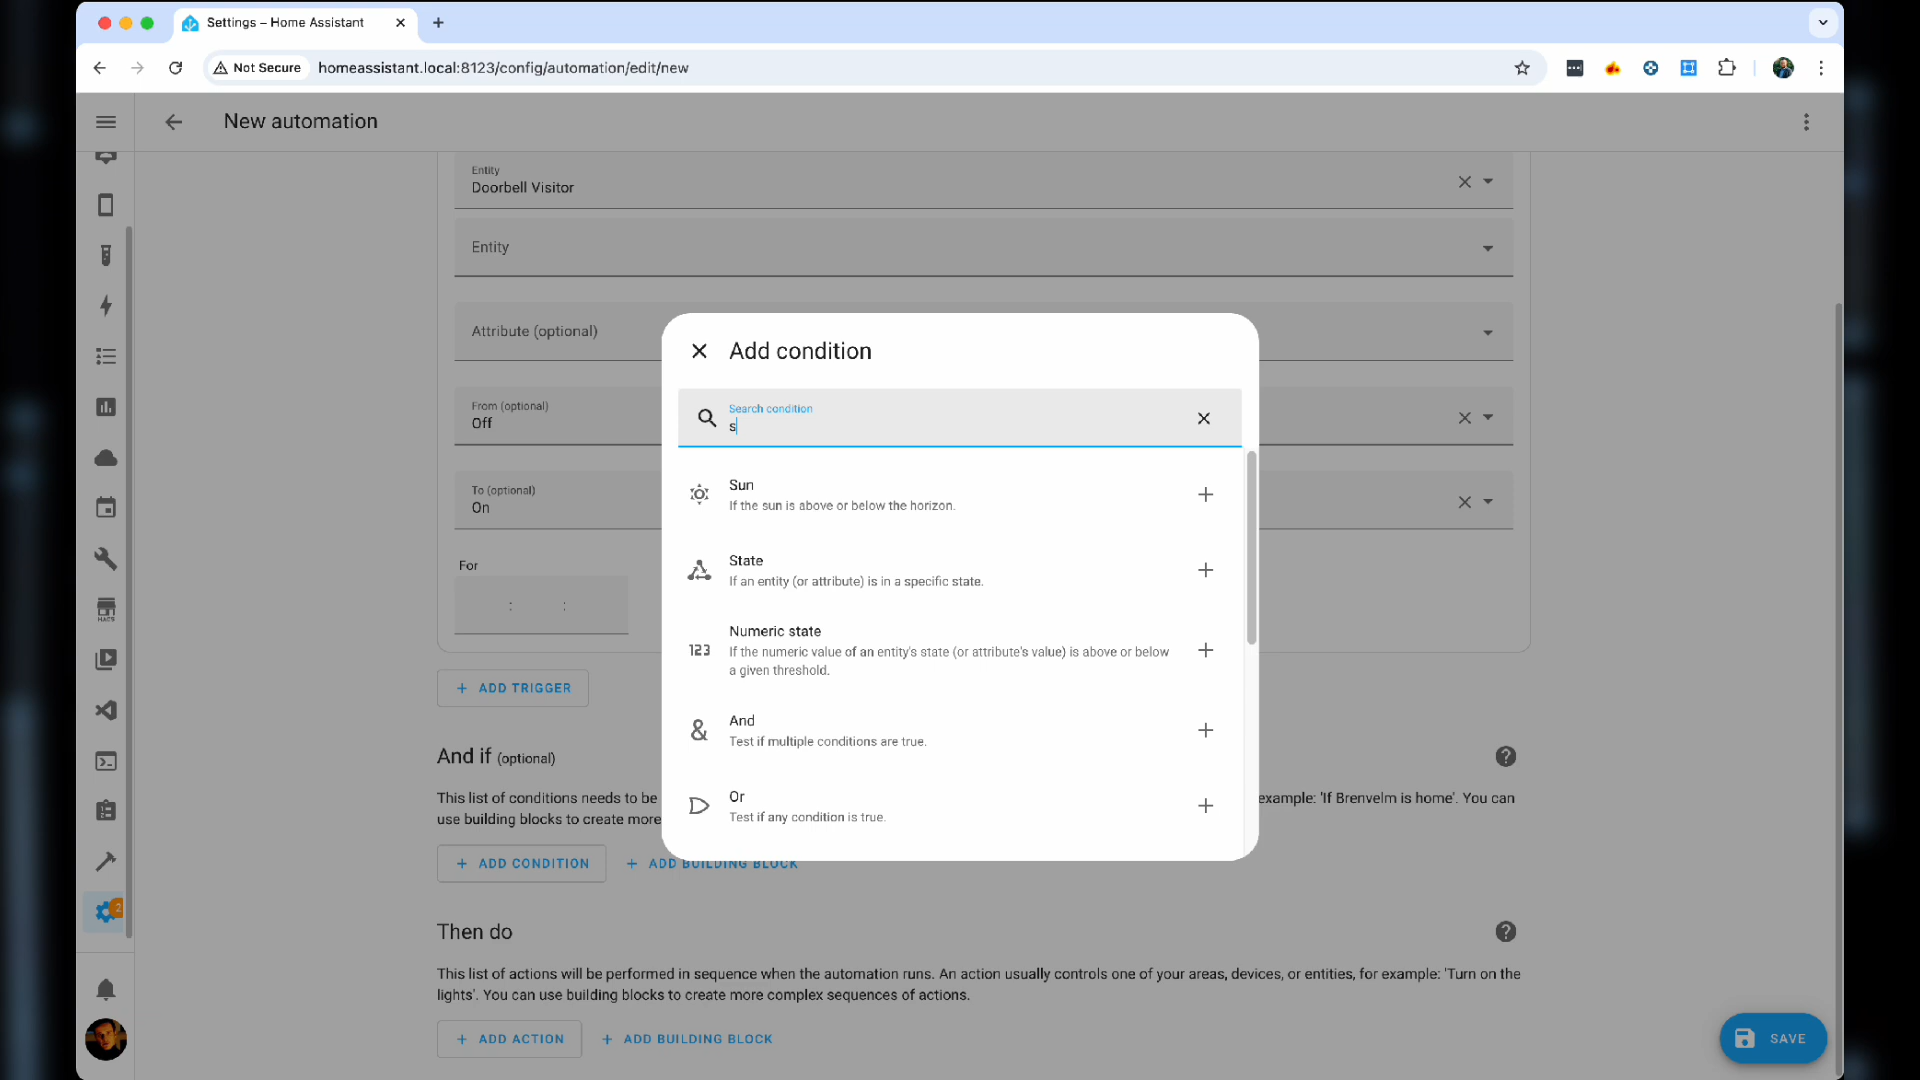 Settings – Home Assistant
Not Secure
homeassistant.local:8123/config/automation/edit/new
New automation
Entity
Doorbell Visitor
Entity
Attribute (optional)
From (optional)
Off
To (optional)
On
For
: :
+ ADD TRIGGER
And if (optional)
This list of conditions needs to be
example: 'If Brenvelm is home'. You can
use building blocks to create more
+ ADD CONDITION
+ ADD BUILDING BLOCK
Then do
This list of actions will be performed in sequence when the automation runs. An action usually controls one of your areas, devices, or entities, for example: 'Turn on the
lights'. You can use building blocks to create more complex sequences of actions.
+ ADD ACTION
+ ADD BUILDING BLOCK
SAVE
HACS
2
Add condition
Search condition
s
Sun
If the sun is above or below the horizon.
State
If an entity (or attribute) is in a specific state.
123
Numeric state
If the numeric value of an entity's state (or attribute's value) is above or below
a given threshold.
&
And
Test if multiple conditions are true.
Or
Test if any condition is true.